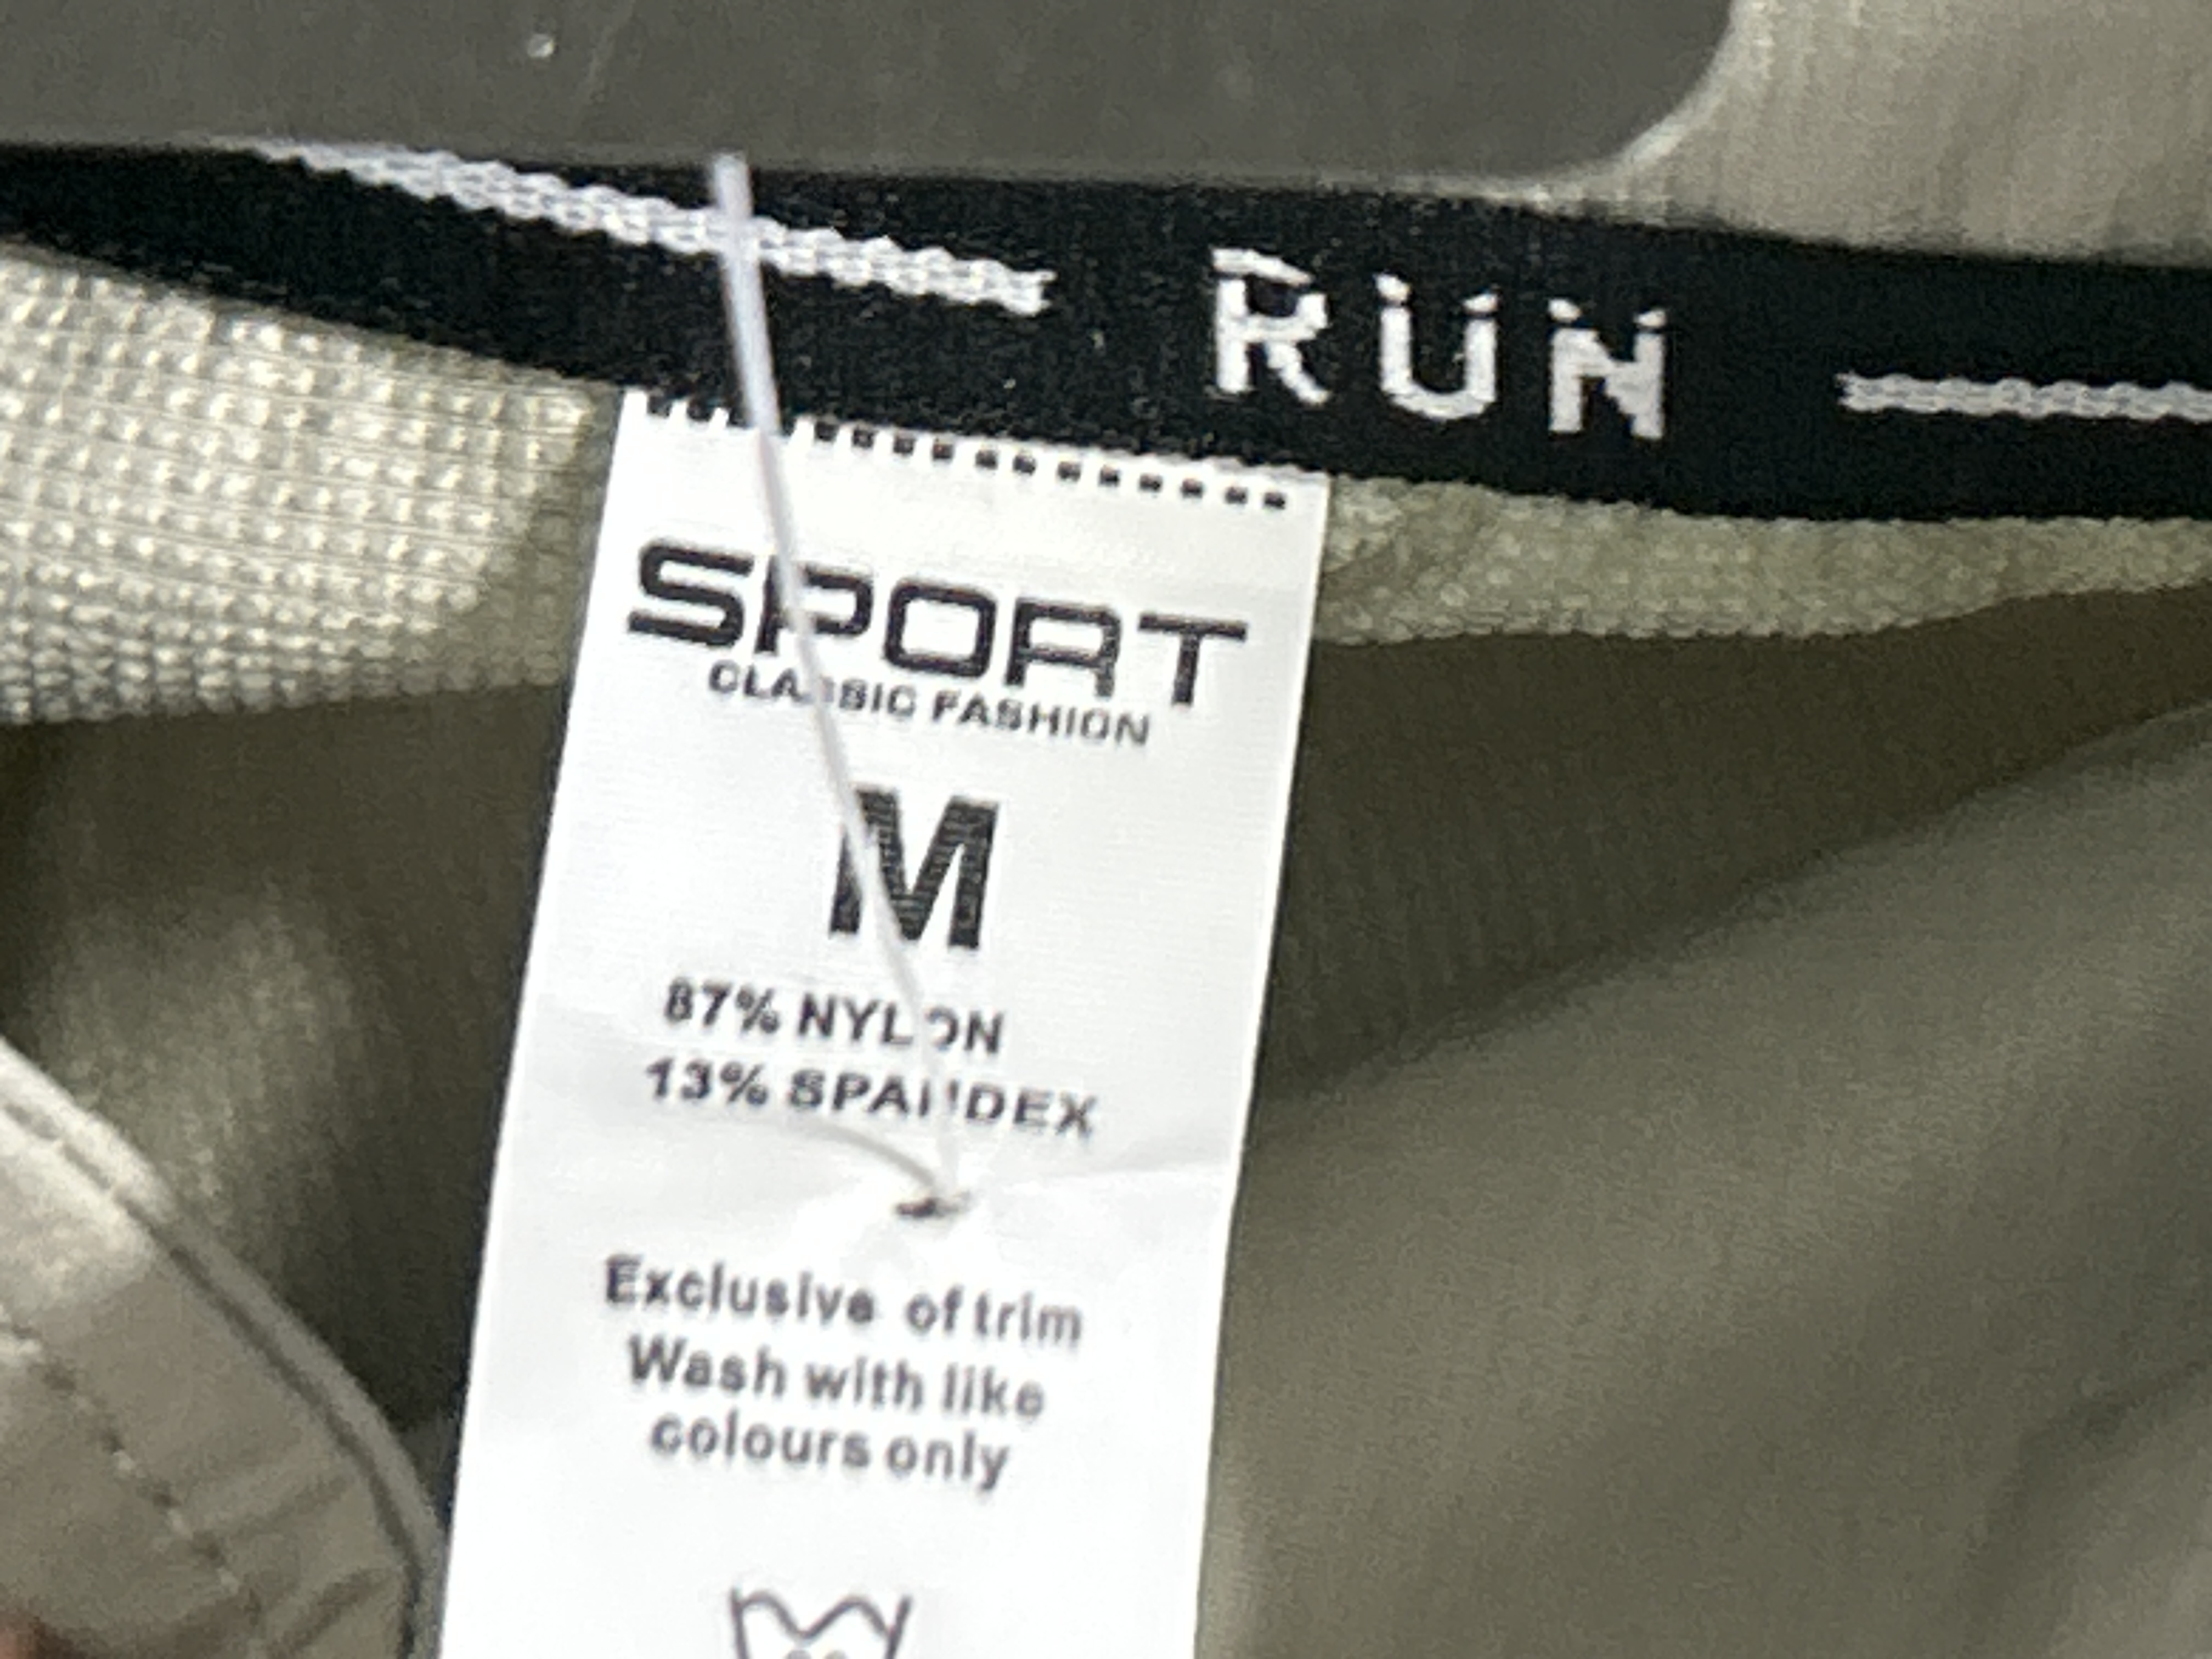 RUN
SPORT
CLASSIC FASHION
M
87% NYLON
13% SPANDEX
Exclusive of trim
Wash with like
colours only